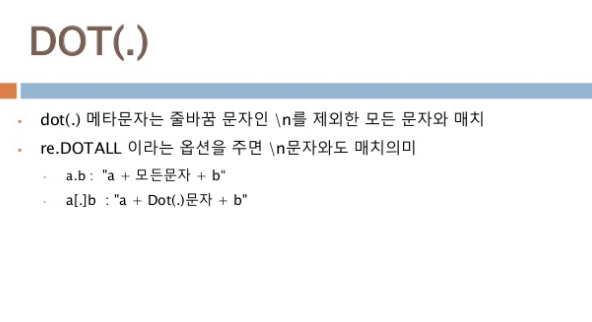 DOT(.)
• dot(.) 메타문자는 줄바꿈 문자인 \n를 제외한 모든 문자와 매치
• re.DOTALL 이라는 옵션을 주면 \n문자와도 매치의미
• a.b : "a + 모든문자 + b“
• a[.]b : "a + Dot(.)문자 + b"